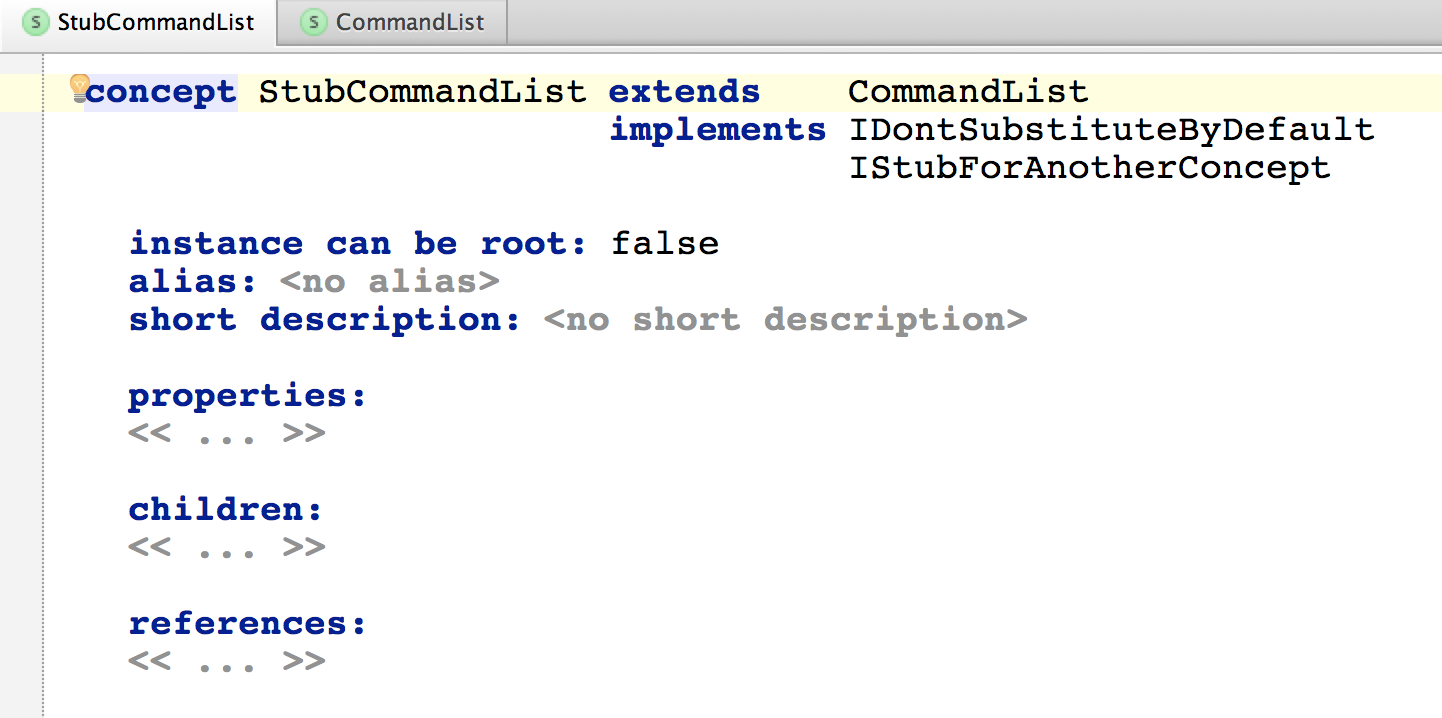 S StubCommandList S CommandList
concept StubCommandList extends CommandList
implements IDontSubstituteByDefault
IStubForAnotherConcept
instance can be root: false
alias: <no alias>
short description: <no short description>
properties:
<< ... >>
children:
<< ... >>
references:
<< ... >>